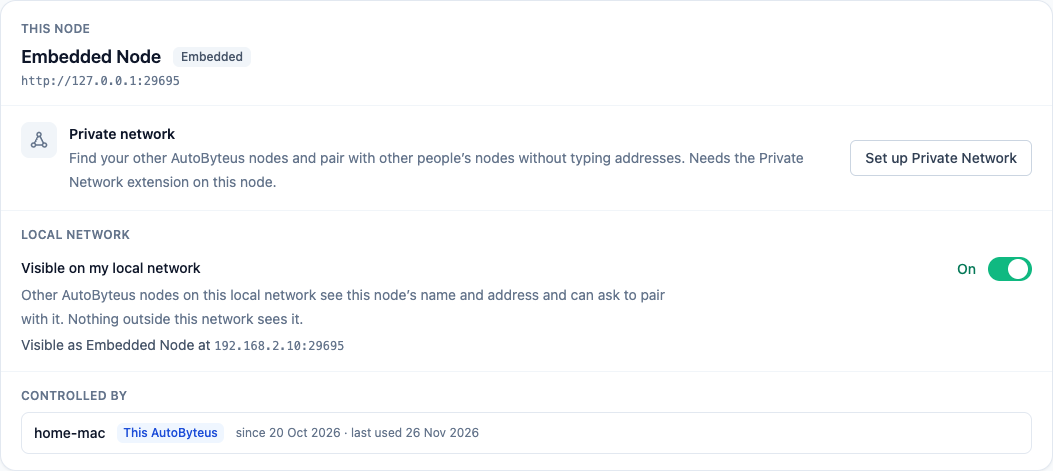 THIS NODE
Embedded Node Embedded
http://127.0.0.1:29695
Private network
Find your other AutoByteus nodes and pair with other people’s nodes without typing addresses. Needs the Private
Network extension on this node.
Set up Private Network
LOCAL NETWORK
Visible on my local network
On
Other AutoByteus nodes on this local network see this node’s name and address and can ask to pair
with it. Nothing outside this network sees it.
Visible as Embedded Node at 192.168.2.10:29695
CONTROLLED BY
home-mac This AutoByteus since 20 Oct 2026 · last used 26 Nov 2026